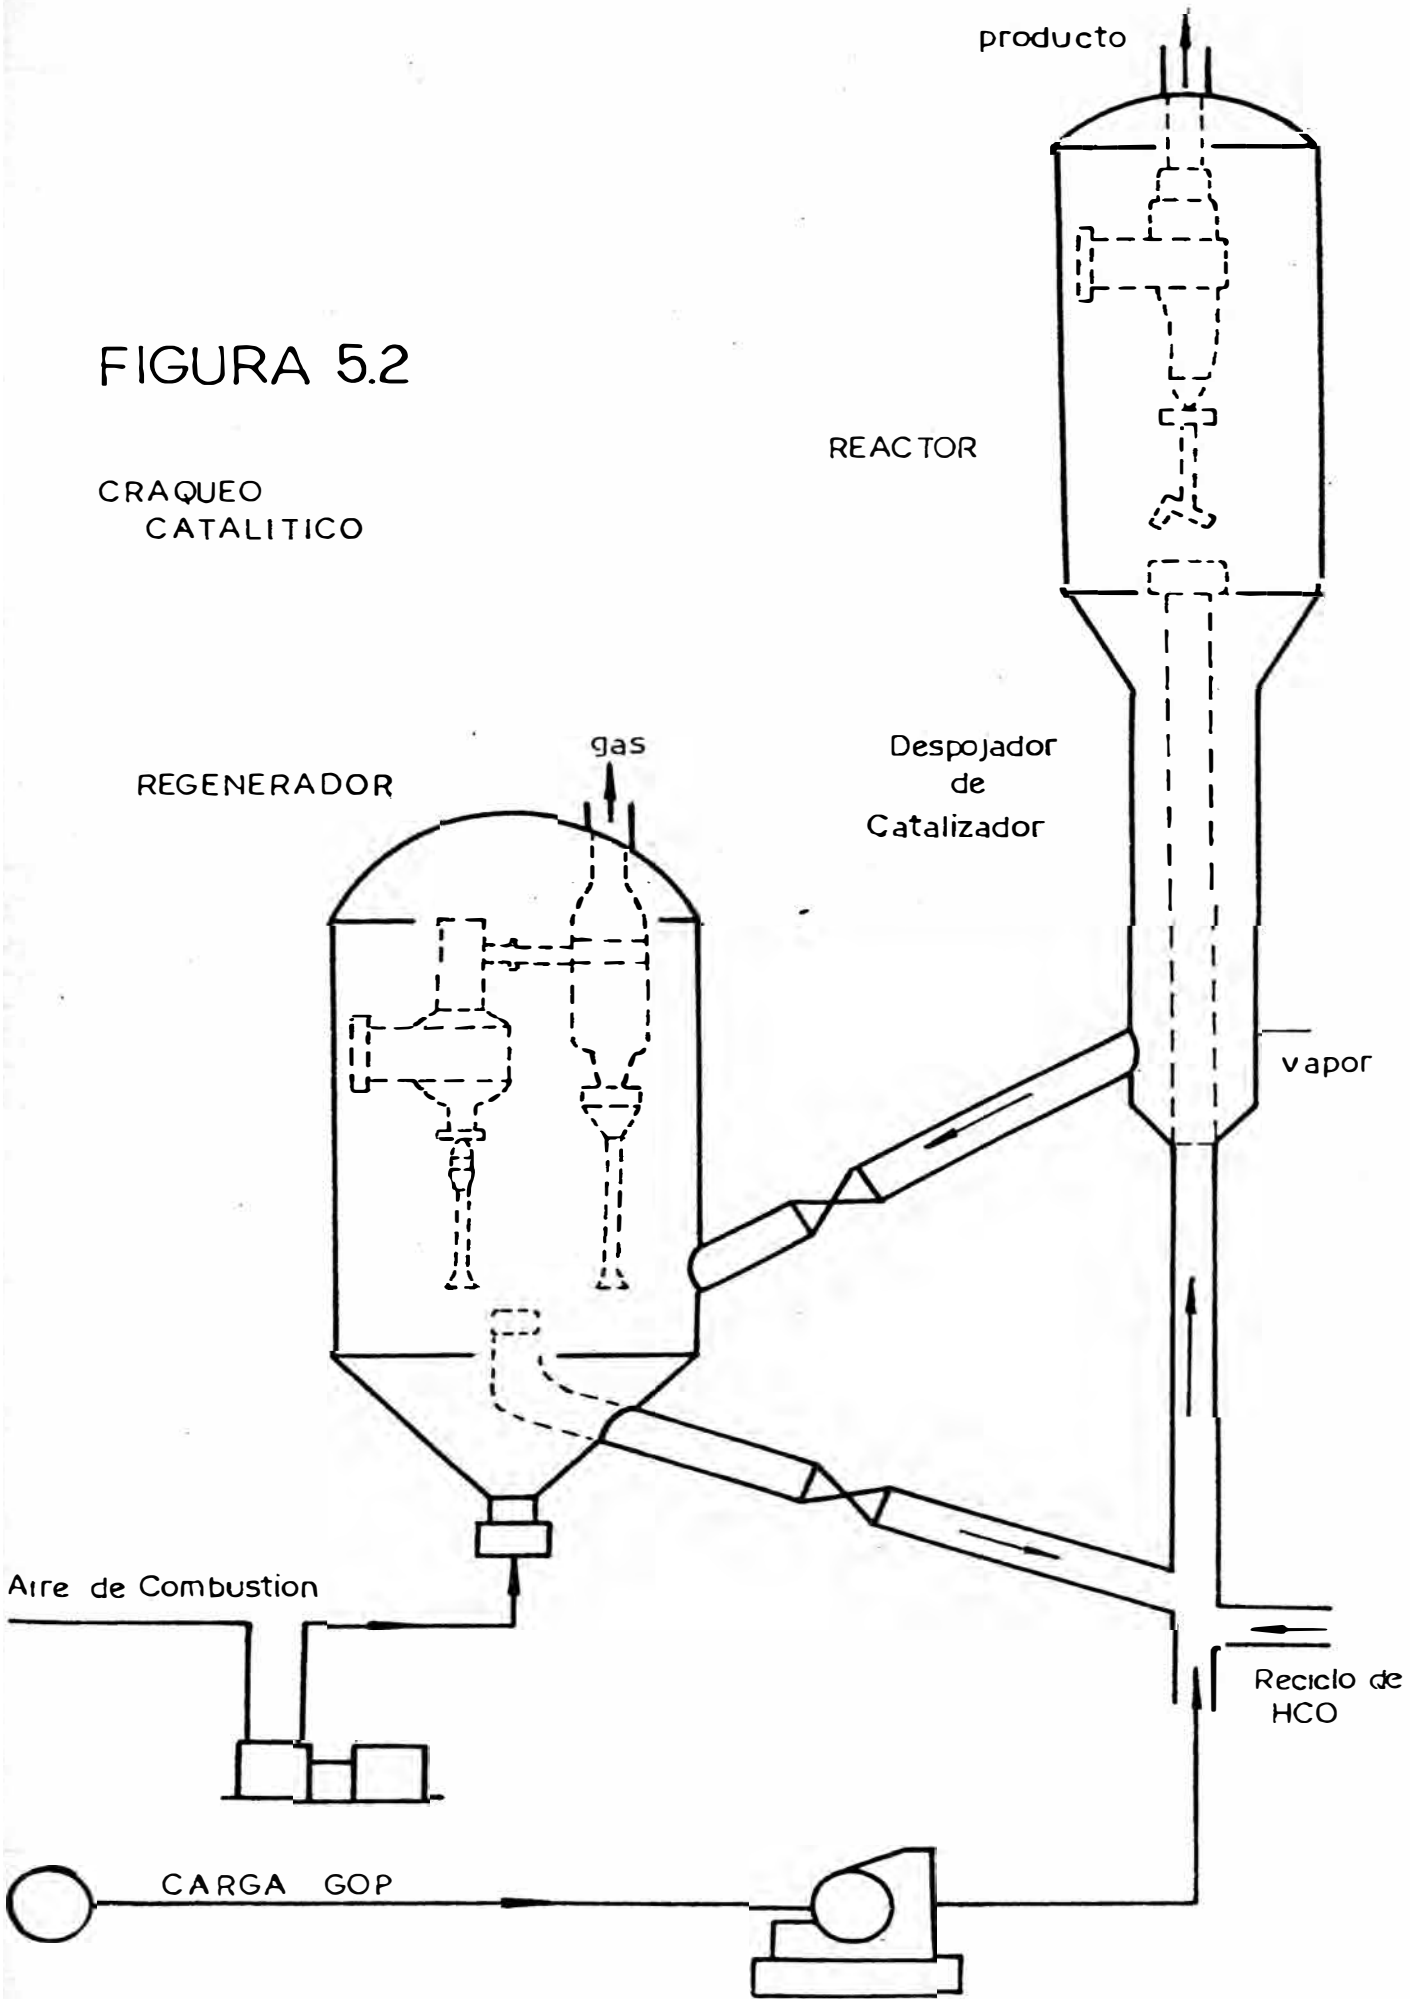 producto
FIGURA 5.2
REACTOR
CRAQUEO
CATALITICO
gas
Despojador
de
Catalizador
REGENERADOR
vapor
Aire de Combustion
Reciclo de
HCO
CARGA GOP